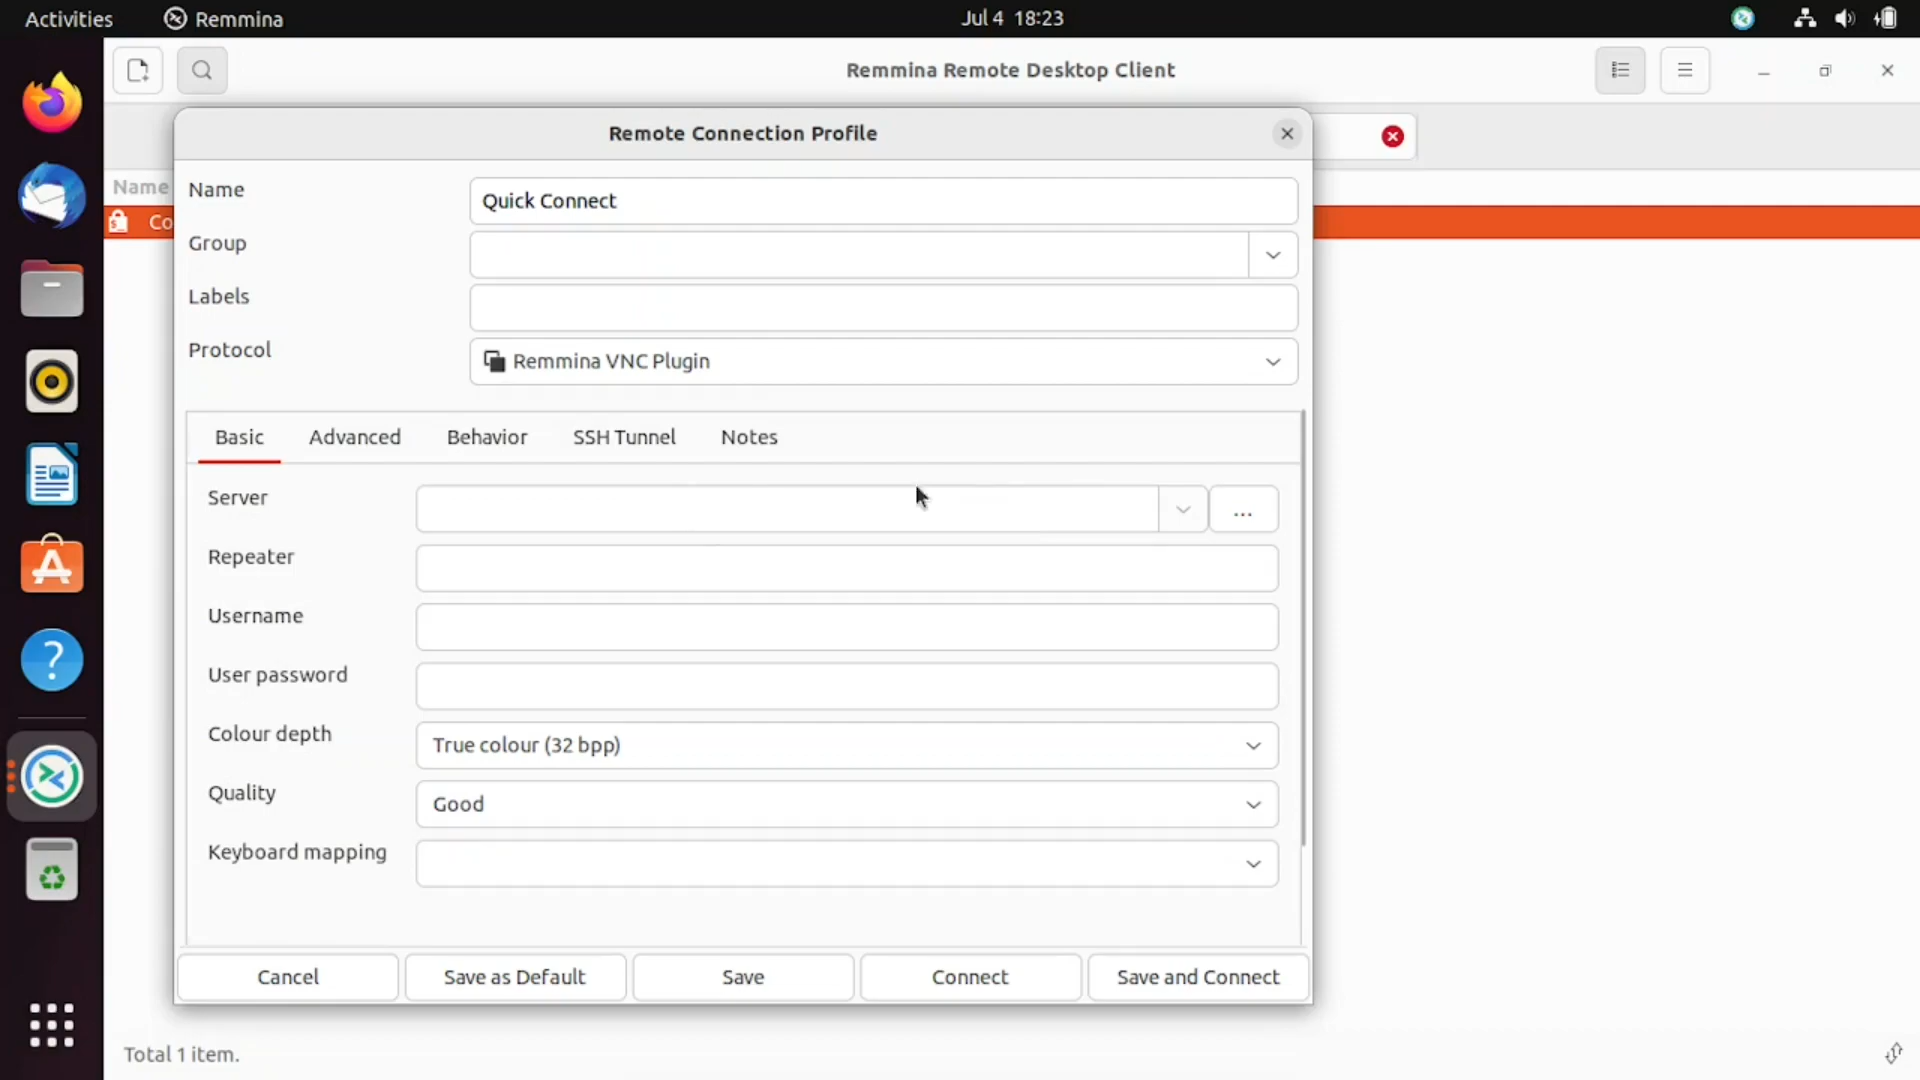 Activities Remmina Jul 4 18:23
Remmina Remote Desktop Client
Remote Connection Profile
Name
Co
Name Quick Connect
Group
Labels
Protocol Remmina VNC Plugin
Basic Advanced Behavior SSH Tunnel Notes
Server ...
Repeater
Username
User password
Colour depth True colour (32 bpp)
Quality Good
Keyboard mapping
Cancel Save as Default Save Connect Save and Connect
Total 1 item.